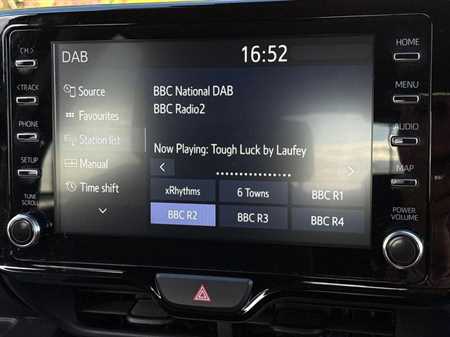 DAB
16:52
CH.>
<TRACK
PHONE
SETUP
TUNE
SCROLL
Source
Favourites
Station list
Manual
Time shift
BBC National DAB
BBC Radio2
Now Playing: Tough Luck by Laufey
xRhythms
6 Towns
BBC R1
BBC R2
BBC R3
BBC R4
HOME
MENU
AUDIO
MAP
POWER
VOLUME